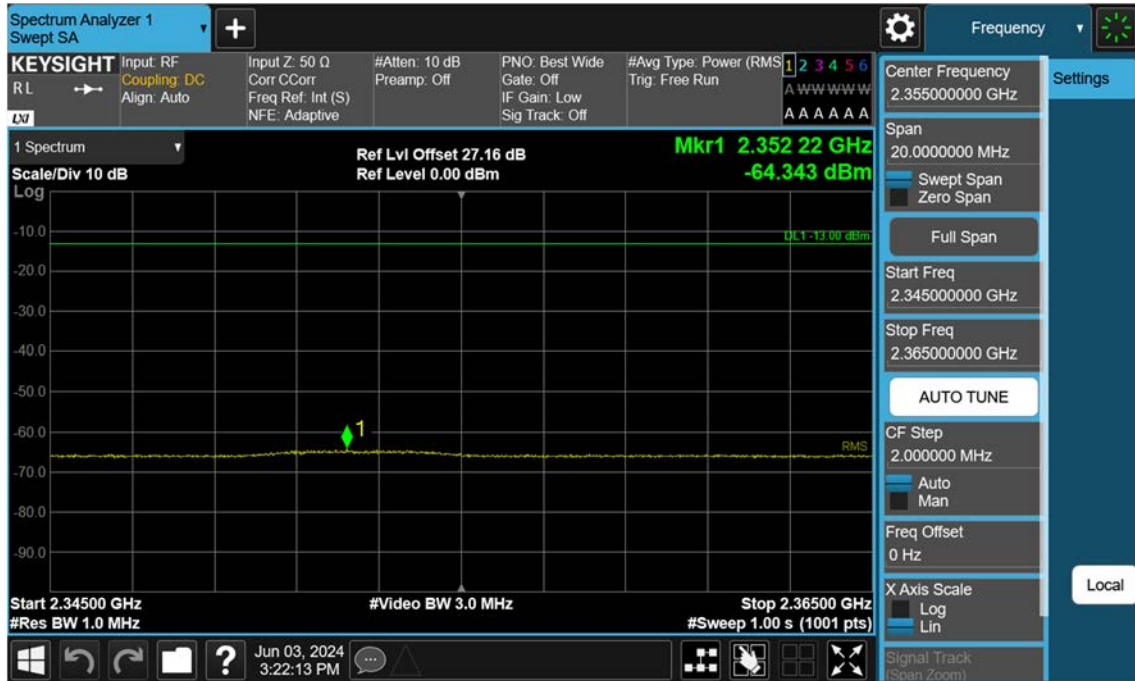 Spectrum Analyzer 1
Swept SA
Frequency
KEYSIGHT
R L
LXI
Input: RF
Coupling: DC
Align: Auto
Input Z: 50 Ω
Corr CCorr
Freq Ref: Int (S)
NFE: Adaptive
#Atten: 10 dB
Preamp: Off
PNO: Best Wide
Gate: Off
IF Gain: Low
Sig Track: Off
#Avg Type: Power (RMS
Trig: Free Run
1 2 3 4 5 6
A W W W W W
A A A A A A
1 Spectrum
Scale/Div 10 dB
Log
Ref Lvl Offset 27.16 dB
Ref Level 0.00 dBm
Mkr1 2.352 22 GHz
-64.343 dBm
-10.0
DL1 -13.00 dBm
-20.0
-30.0
-40.0
-50.0
-60.0
1
RMS
-70.0
-80.0
-90.0
Start 2.34500 GHz
#Res BW 1.0 MHz
#Video BW 3.0 MHz
Stop 2.36500 GHz
#Sweep 1.00 s (1001 pts)
Center Frequency
2.355000000 GHz
Settings
Span
20.0000000 MHz
Swept Span
Zero Span
Full Span
Start Freq
2.345000000 GHz
Stop Freq
2.365000000 GHz
AUTO TUNE
CF Step
2.000000 MHz
Auto
Man
Freq Offset
0 Hz
X Axis Scale
Log
Lin
Local
Signal Track
(Span Zoom)
?
Jun 03, 2024
3:22:13 PM